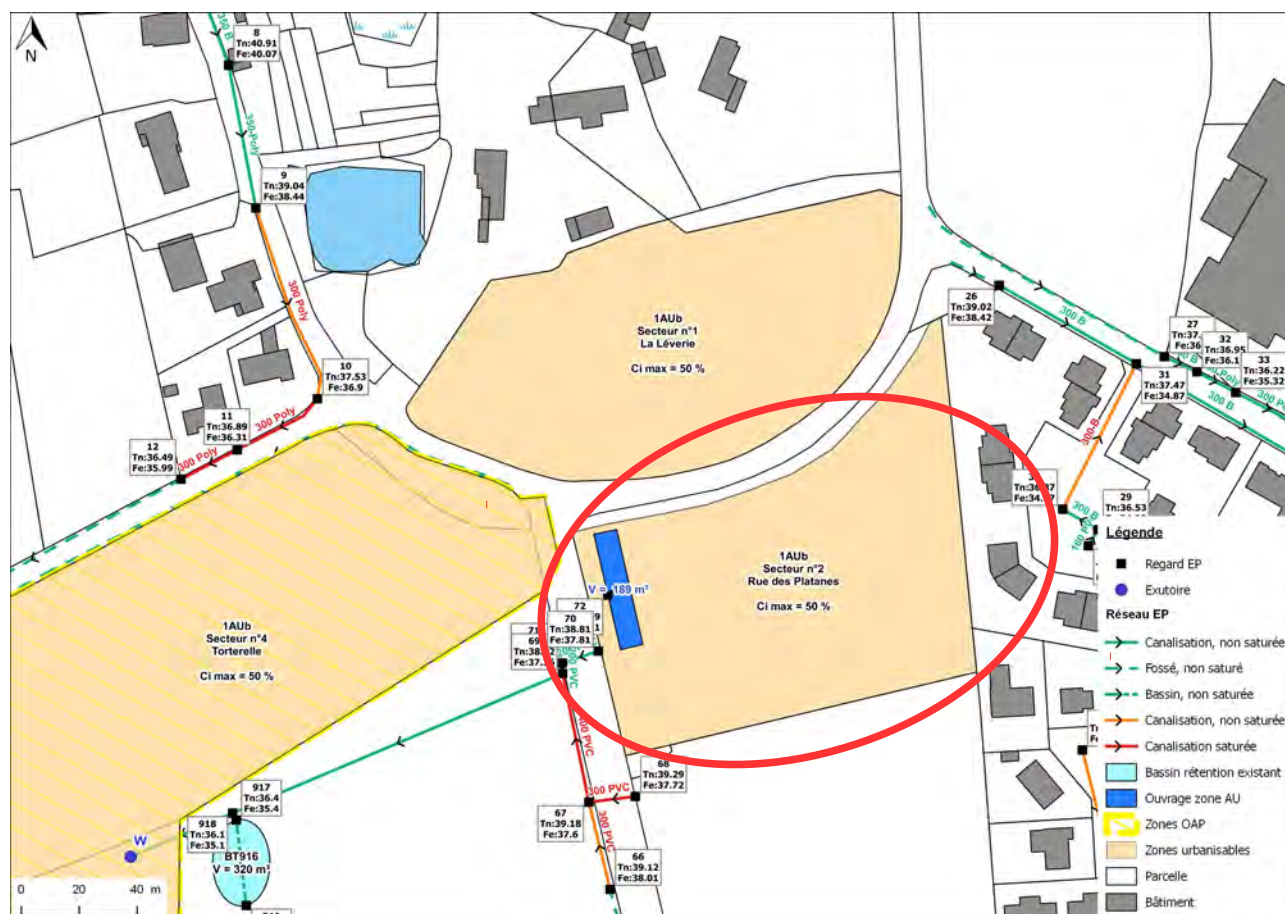 N
350 B
8
Tn:40.91
Fe:40.07
350-Poly
9
Tn:39.04
Fe:38.44
300 Poly
10
Tn:37.53
Fe:36.9
300 Poly
11
Tn:36.89
Fe:36.31
300 Poly
12
Tn:36.49
Fe:35.99
1AUb
Secteur n°1
La Léverie
Ci max = 50 %
26
Tn:39.02
Fe:38.42
300 B
27
32
Tn:36.95
33
Tn:36.22
Fe:35.32
31
Tn:37.47
Fe:34.87
300 B
300-B
300 B
29
Tn:36.53
1AUb
Secteur n°2
Rue des Platanes
Ci max = 50 %
V = 189 m³
72
70
Tn:38.81
Fe:37.81
69
1AUb
Secteur n°4
Torterelle
Ci max = 50 %
400 PVC
68
Tn:39.29
Fe:37.72
300 PVC
67
Tn:39.18
Fe:37.6
300 PVC
66
Tn:39.12
Fe:38.01
917
Tn:36.4
Fe:35.4
918
Tn:36.1
Fe:35.1
W
BT916
V = 320 m³
0 20 40 m
Légende
Regard EP
Exutoire
Réseau EP
Canalisation, non saturée
Fossé, non saturé
Bassin, non saturée
Canalisation, non saturée
Canalisation saturée
Bassin rétention existant
Ouvrage zone AU
Zones OAP
Zones urbanisables
Parcelle
Bâtiment